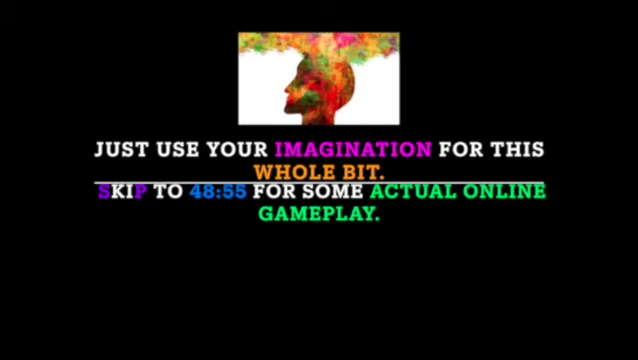 JUST USE YOUR IMAGINATION FOR THIS
WHOLE BIT.
SKIP TO 48:55 FOR SOME ACTUAL ONLINE
GAMEPLAY.